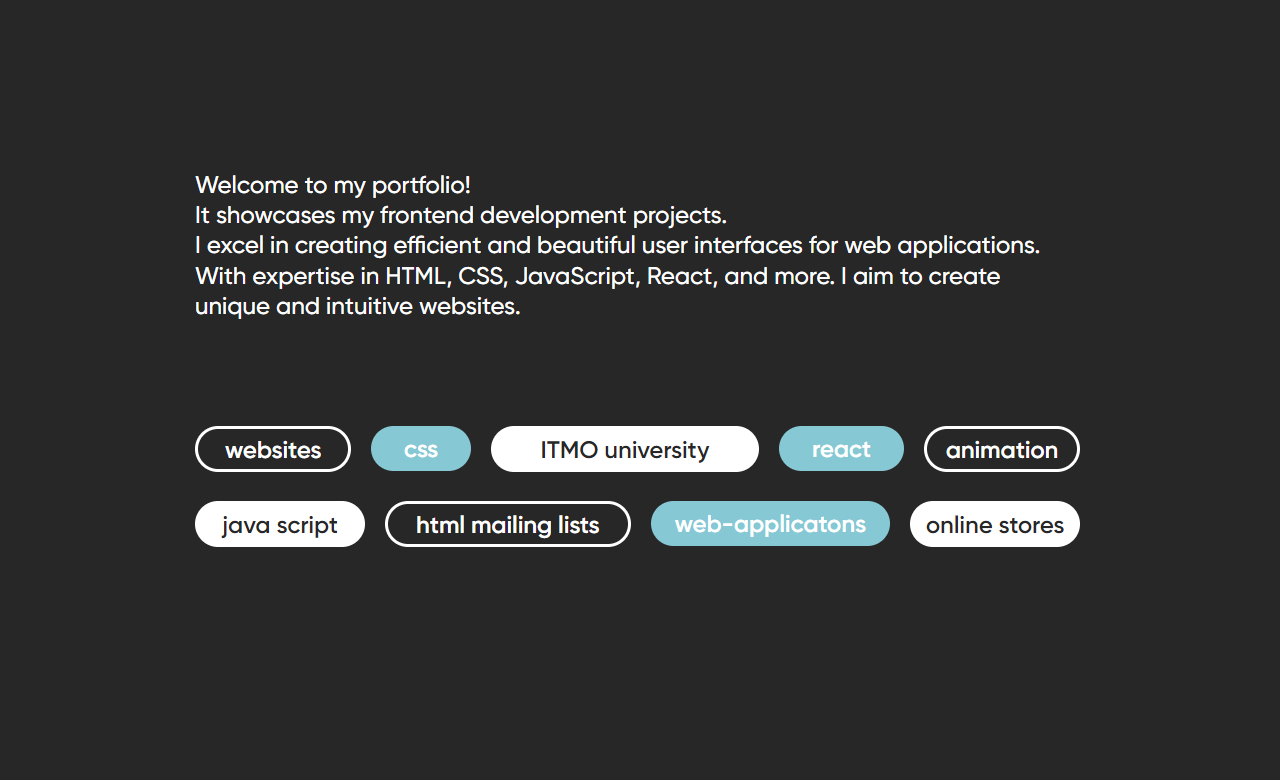 Welcome to my portfolio!
It showcases my frontend development projects.
I excel in creating efficient and beautiful user interfaces for web applications.
With expertise in HTML, CSS, JavaScript, React, and more. I aim to create
unique and intuitive websites.
websites css ITMO university react animation
java script html mailing lists web-applicatons online stores